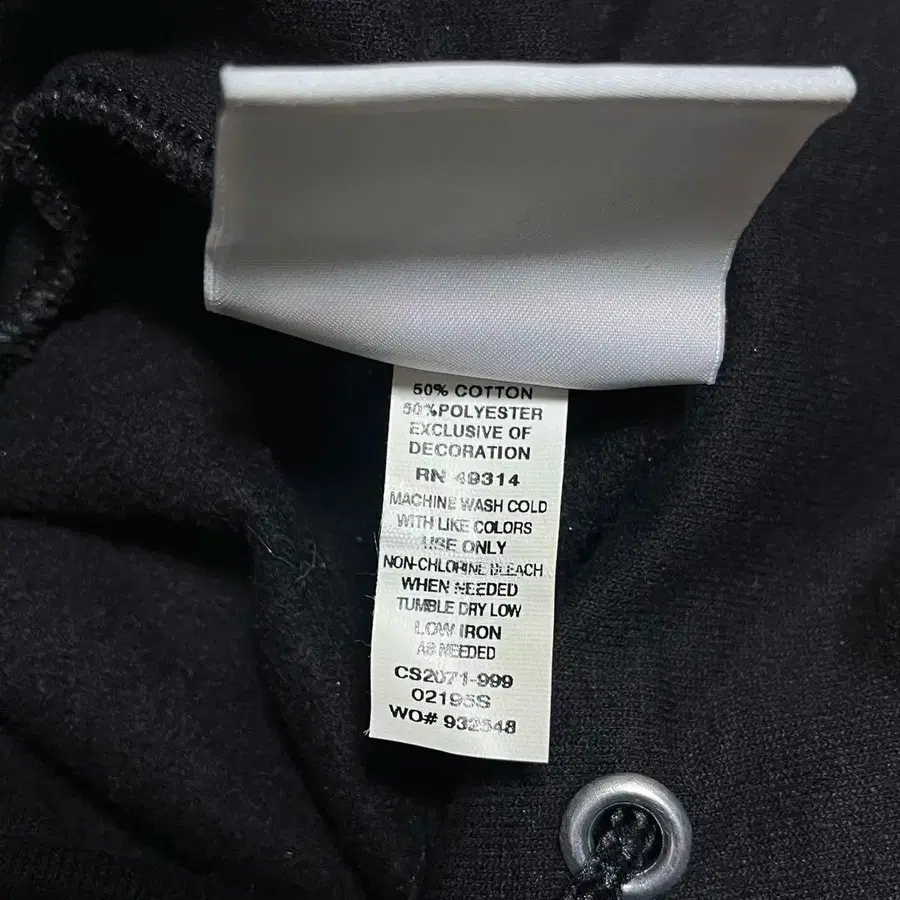 50% COTTON
50%POLYESTER
EXCLUSIVE OF
DECORATION
RN 49314
MACHINE WASH COLD
WITH LIKE COLORS
USE ONLY
NON-CHLORINE BLEACH
WHEN NEEDED
TUMBLE DRY LOW
LOW IRON
AS NEEDED
CS2071-999
02195S
WO# 932548